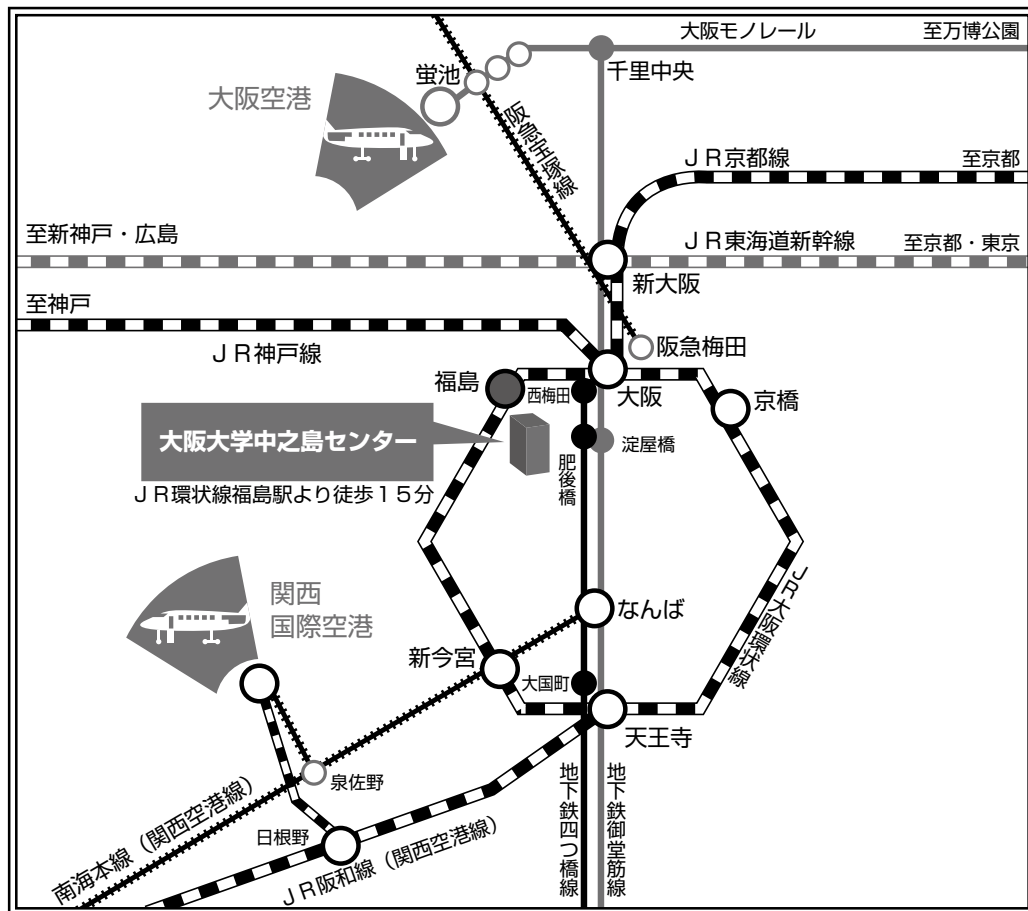 大阪モノレール
至万博公園
蛍池
千里中央
大阪空港
阪急宝塚線
ＪＲ京都線
至京都
至新神戸・広島
ＪＲ東海道新幹線
至京都・東京
新大阪
至神戸
ＪＲ神戸線
阪急梅田
福島
西梅田
大阪
京橋
大阪大学中之島センター
淀屋橋
肥後橋
ＪＲ環状線福島駅より徒歩１５分
関西
国際空港
なんば
ＪＲ大阪環状線
新今宮
大国町
天王寺
泉佐野
日根野
南海本線（関西空港線）
ＪＲ阪和線（関西空港線）
地下鉄四つ橋線
地下鉄御堂筋線